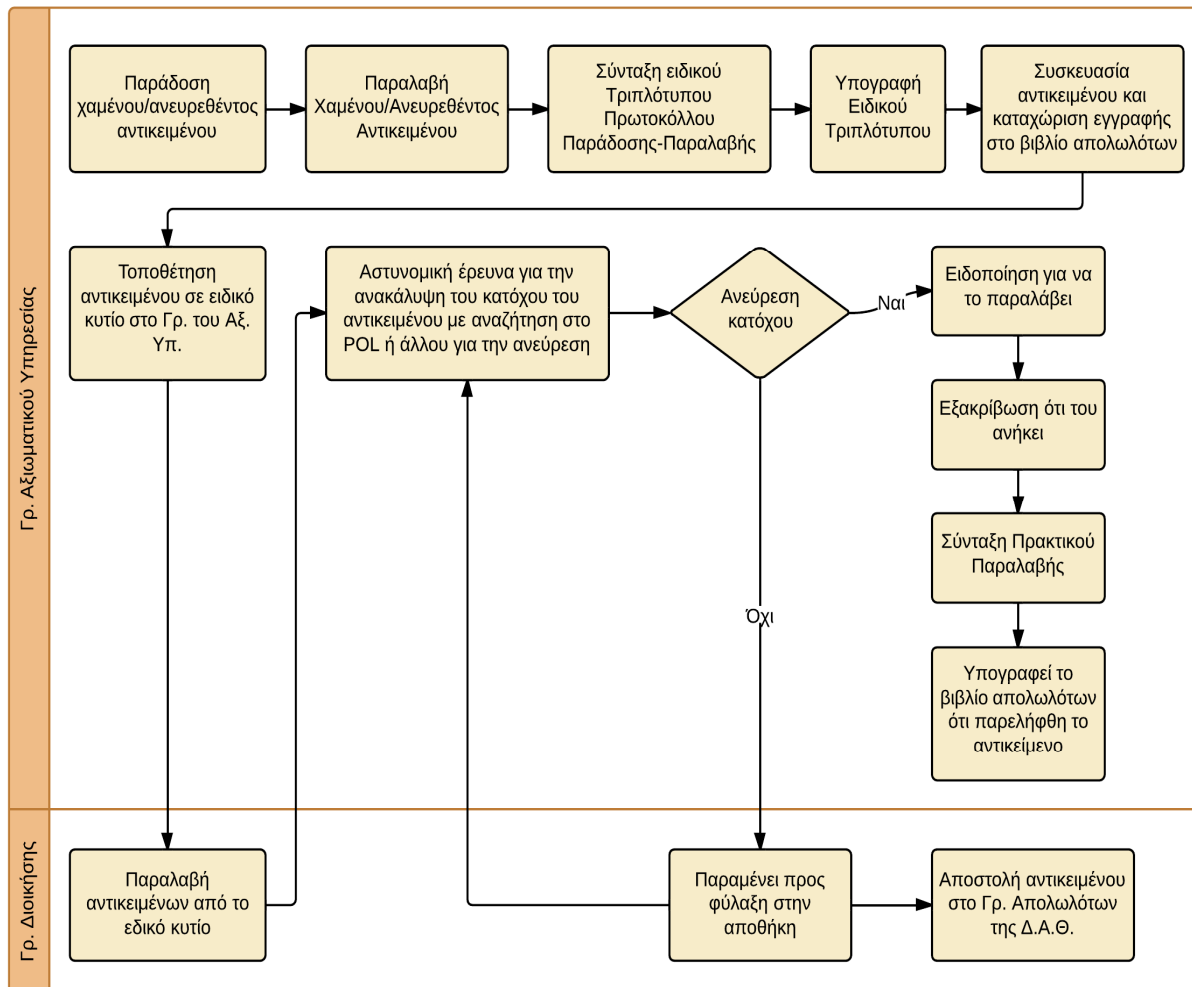 Γρ. Αξιωματικού Υπηρεσίας
Παράδοση
χαμένου/ανευρεθέντος
αντικειμένου
Παραλαβή
Χαμένου/Ανευρεθέντος
Αντικειμένου
Σύνταξη ειδικού
Τριπλότυπου
Πρωτοκόλλου
Παράδοσης-Παραλαβής
Υπογραφή
Ειδικού
Τριπλότυπου
Συσκευασία
αντικειμένου και
καταχώριση εγγραφής
στο βιβλίο απολωλότων
Τοποθέτηση
αντικειμένου σε ειδικό
κυτίο στο Γρ. του Αξ.
Υπ.
Αστυνομική έρευνα για την
ανακάλυψη του κατόχου του
αντικειμένου με αναζήτηση στο
POL ή άλλου για την ανεύρεση
Ανεύρεση
κατόχου
Ναι
Ειδοποίηση για να
το παραλάβει
Εξακρίβωση ότι του
ανήκει
Σύνταξη Πρακτικού
Παραλαβής
Όχι
Υπογραφεί το
βιβλίο απολωλότων
ότι παρελήφθη το
αντικείμενο
Γρ. Διοικήσης
Παραλαβή
αντικειμένων από το
εδικό κυτίο
Παραμένει προς
φύλαξη στην
αποθήκη
Αποστολή αντικειμένου
στο Γρ. Απολωλότων
της Δ.Α.Θ.